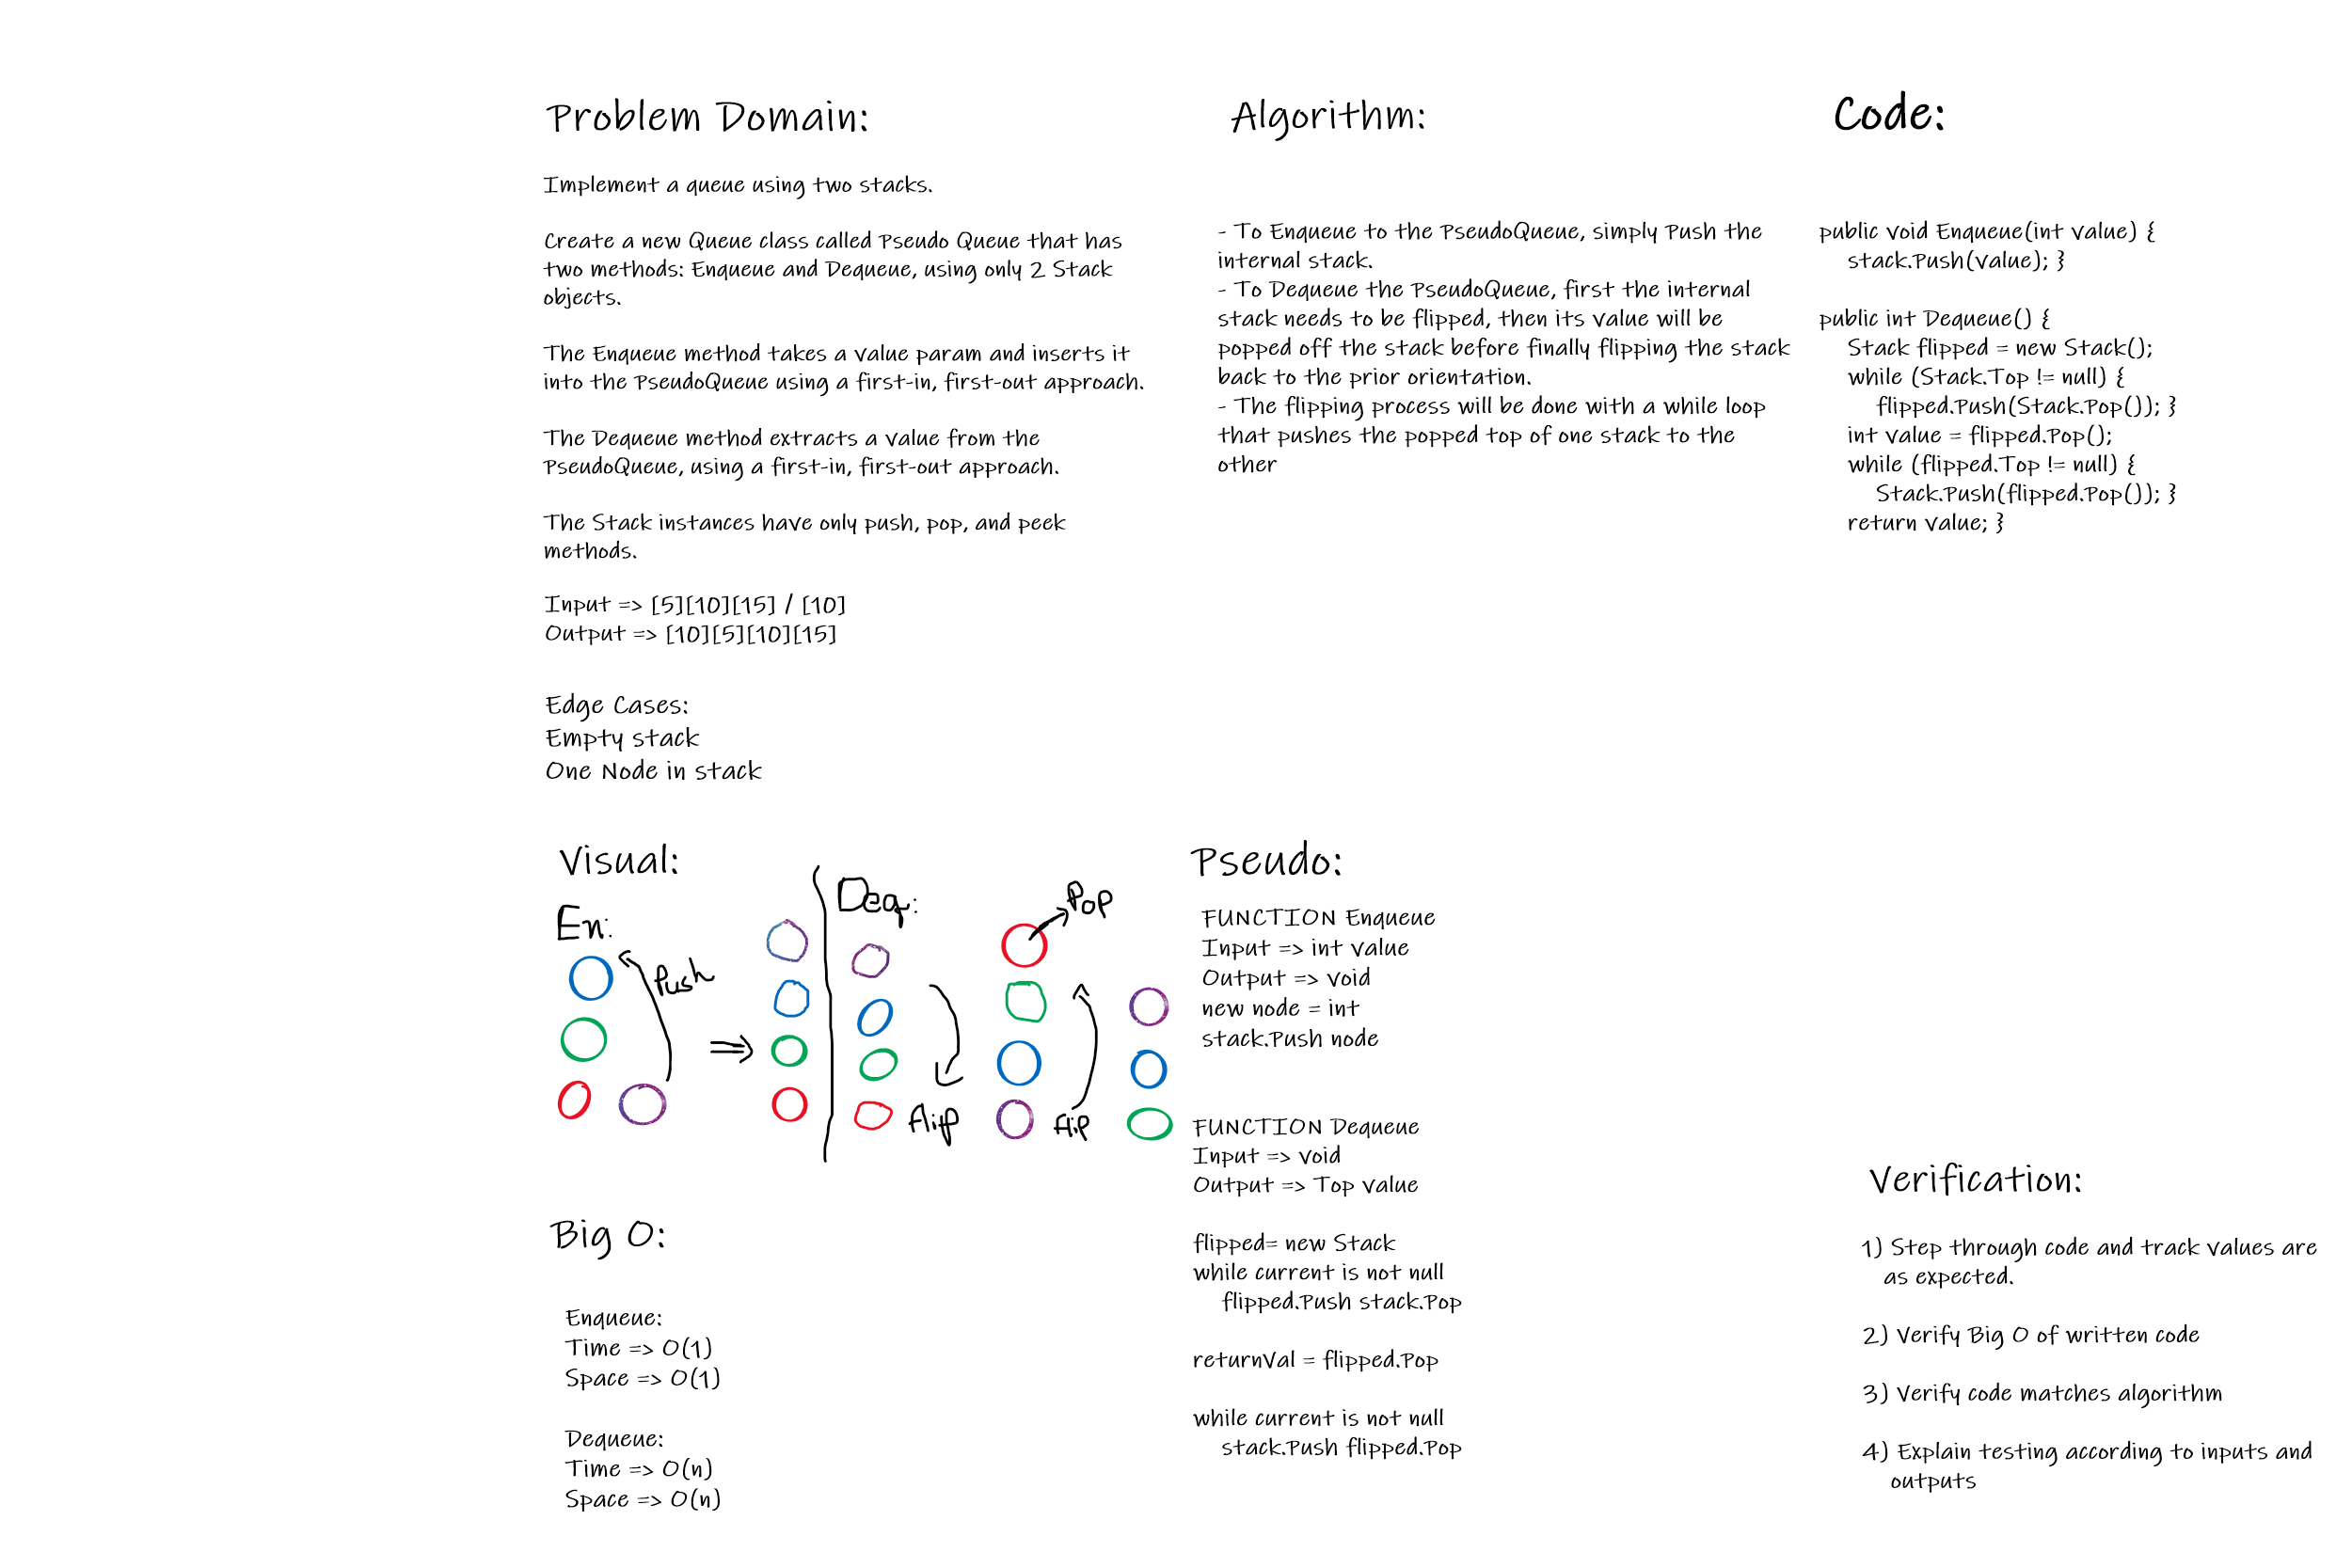 Problem Domain:
Implement a queue using two stacks.
Create a new Queue class called Pseudo Queue that has
two methods: Enqueue and Dequeue, using only 2 Stack
objects.
The Enqueue method takes a value param and inserts it
into the PseudoQueue using a first-in, first-out approach.
The Dequeue method extracts a value from the
PseudoQueue, using a first-in, first-out approach.
The Stack instances have only push, pop, and peek
methods.
Input => [5][10][15] / [10]
Output => [10][5][10][15]
Edge Cases:
Empty stack
One Node in stack
Algorithm:
- To Enqueue to the PseudoQueue, simply Push the
internal stack.
- To Dequeue the PseudoQueue, first the internal
stack needs to be flipped, then its value will be
popped off the stack before finally flipping the stack
back to the prior orientation.
- The flipping process will be done with a while loop
that pushes the popped top of one stack to the
other
Code:
public void Enqueue(int value) {
stack.Push(value); }
public int Dequeue() {
Stack flipped = new Stack();
while (Stack.Top != null) {
flipped.Push(Stack.Pop()); }
int value = flipped.Pop();
while (flipped.Top != null) {
Stack.Push(flipped.Pop()); }
return value; }
Visual:
En:
Push
Deq:
flip
Pop
flip
Pseudo:
FUNCTION Enqueue
Input => int value
Output => void
new node = int
stack.Push node
FUNCTION Dequeue
Input => void
Output => Top value
flipped= new Stack
while current is not null
flipped.Push stack.Pop
returnVal = flipped.Pop
while current is not null
stack.Push flipped.Pop
Big O:
Enqueue:
Time => O(1)
Space => O(1)
Dequeue:
Time => O(n)
Space => O(n)
Verification:
1) Step through code and track values are
as expected.
2) Verify Big O of written code
3) Verify code matches algorithm
4) Explain testing according to inputs and
outputs